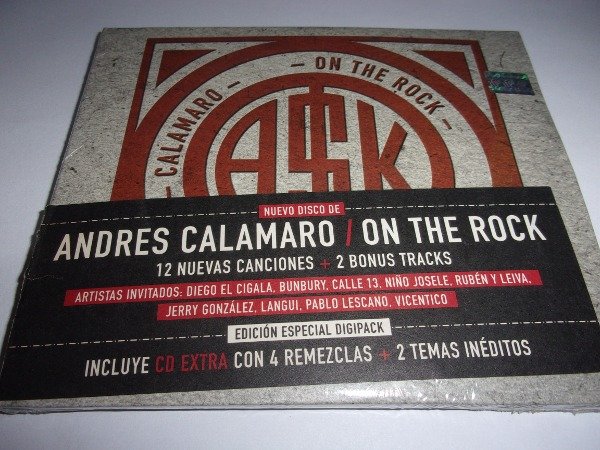 CALAMARO — ON THE ROCK —
A$K
NUEVO DISCO DE
ANDRES CALAMARO / ON THE ROCK
12 NUEVAS CANCIONES + 2 BONUS TRACKS
ARTISTAS INVITADOS: DIEGO EL CIGALA, BUNBURY, CALLE 13, NIÑO JOSELE, RUBÉN Y LEIVA,
JERRY GONZÁLEZ, LANGUI, PABLO LESCANO, VICENTICO
EDICIÓN ESPECIAL DIGIPACK
INCLUYE CD EXTRA CON 4 REMEZCLAS + 2 TEMAS INÉDITOS